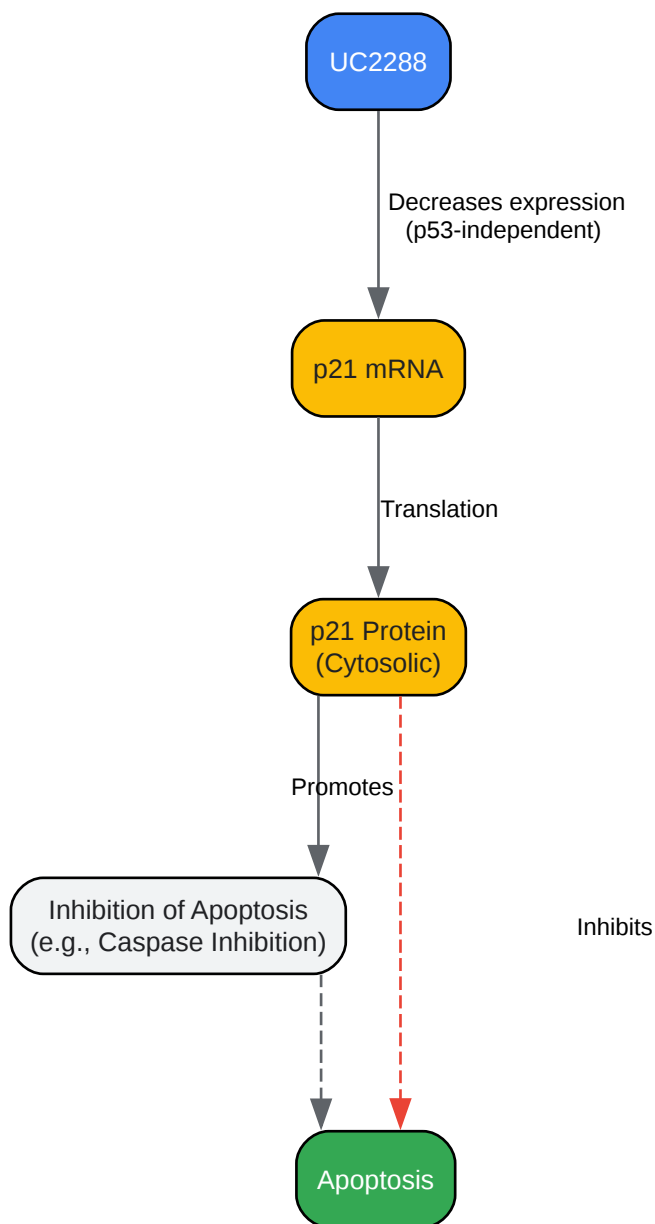 UC2288
Decreases expression
(p53-independent)
p21 mRNA
Translation
p21 Protein
(Cytosolic)
Promotes
Inhibition of Apoptosis
(e.g., Caspase Inhibition)
Inhibits
Apoptosis